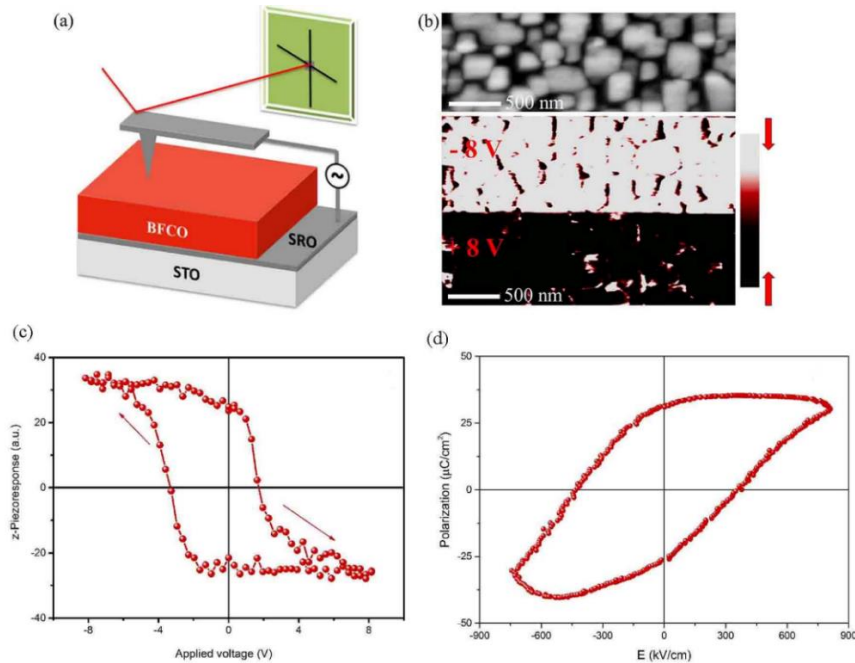 (a)
BFCO
SRO
STO
~
(b)
500 nm
- 8 V
+ 8 V
500 nm
(c)
40
20
0
-20
-40
-8
-4
0
4
8
z-Piezoresponse (a.u.)
Applied voltage (V)
(d)
50
25
0
-25
-50
-900
-600
-300
0
300
600
900
Polarization (μC/cm²)
E (kV/cm)